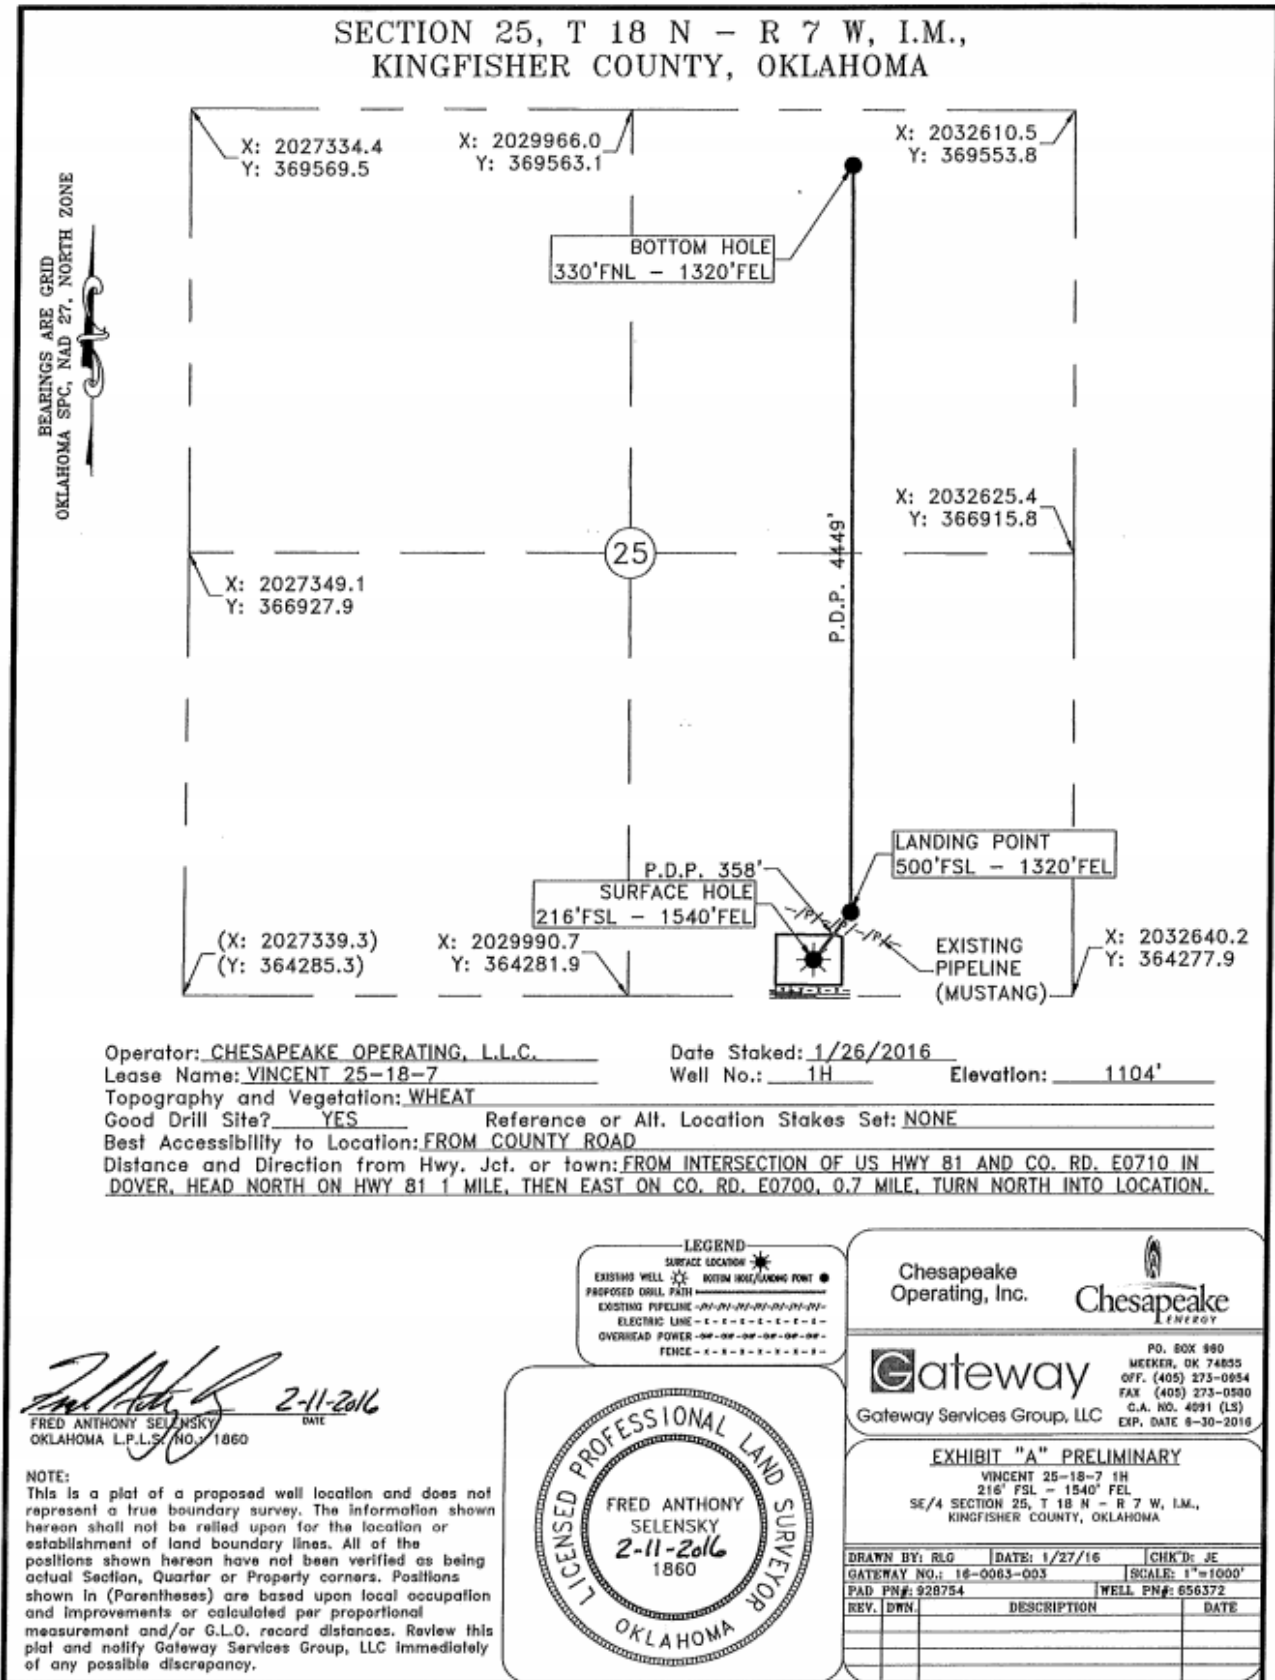 SECTION 25, T 18 N – R 7 W, I.M.,
KINGFISHER COUNTY, OKLAHOMA
BEARINGS ARE GRID
OKLAHOMA SPC, NAD 27, NORTH ZONE
X: 2027334.4
Y: 369569.5
X: 2029966.0
Y: 369563.1
X: 2032610.5
Y: 369553.8
BOTTOM HOLE
330'FNL – 1320'FEL
X: 2032625.4
Y: 366915.8
25
P.D.P. 4449'
X: 2027349.1
Y: 366927.9
LANDING POINT
500'FSL – 1320'FEL
P.D.P. 358'
SURFACE HOLE
216'FSL – 1540'FEL
(X: 2027339.3)
(Y: 364285.3)
X: 2029990.7
Y: 364281.9
EXISTING
PIPELINE
(MUSTANG)
X: 2032640.2
Y: 364277.9
Operator: CHESAPEAKE OPERATING, L.L.C. Date Staked: 1/26/2016
Lease Name: VINCENT 25-18-7 Well No.: 1H Elevation: 1104'
Topography and Vegetation: WHEAT
Good Drill Site? YES Reference or Alt. Location Stakes Set: NONE
Best Accessibility to Location: FROM COUNTY ROAD
Distance and Direction from Hwy. Jct. or town: FROM INTERSECTION OF US HWY 81 AND CO. RD. E0710 IN
DOVER, HEAD NORTH ON HWY 81 1 MILE, THEN EAST ON CO. RD. E0700, 0.7 MILE, TURN NORTH INTO LOCATION.
LEGEND
SURFACE LOCATION
EXISTING WELL BOTTOM HOLE/LANDING POINT
PROPOSED DRILL PATH
EXISTING PIPELINE
ELECTRIC LINE
OVERHEAD POWER
FENCE
Chesapeake
Operating, Inc.
Chesapeake
ENERGY
Gateway
Gateway Services Group, LLC
PO. BOX 960
MEEKER, OK 74855
OFF. (405) 273-0954
FAX (405) 273-0580
C.A. NO. 4091 (LS)
EXP. DATE 6-30-2016
2-11-2016
DATE
FRED ANTHONY SELENSKY
OKLAHOMA L.P.L.S. NO.: 1860
NOTE:
This is a plat of a proposed well location and does not
represent a true boundary survey. The information shown
hereon shall not be relied upon for the location or
establishment of land boundary lines. All of the
positions shown hereon have not been verified as being
actual Section, Quarter or Property corners. Positions
shown in (Parentheses) are based upon local occupation
and improvements or calculated per proportional
measurement and/or G.L.O. record distances. Review this
plat and notify Gateway Services Group, LLC immediately
of any possible discrepancy.
LICENSED PROFESSIONAL LAND SURVEYOR
FRED ANTHONY
SELENSKY
2-11-2016
1860
OKLAHOMA
EXHIBIT "A" PRELIMINARY
VINCENT 25-18-7 1H
216' FSL – 1540' FEL
SE/4 SECTION 25, T 18 N – R 7 W, I.M.,
KINGFISHER COUNTY, OKLAHOMA
DRAWN BY: RLG DATE: 1/27/16 CHK'D: JE
GATEWAY NO.: 16-0063-003 SCALE: 1"=1000'
PAD PN#: 928754 WELL PN#: 656372
REV. DWN. DESCRIPTION DATE